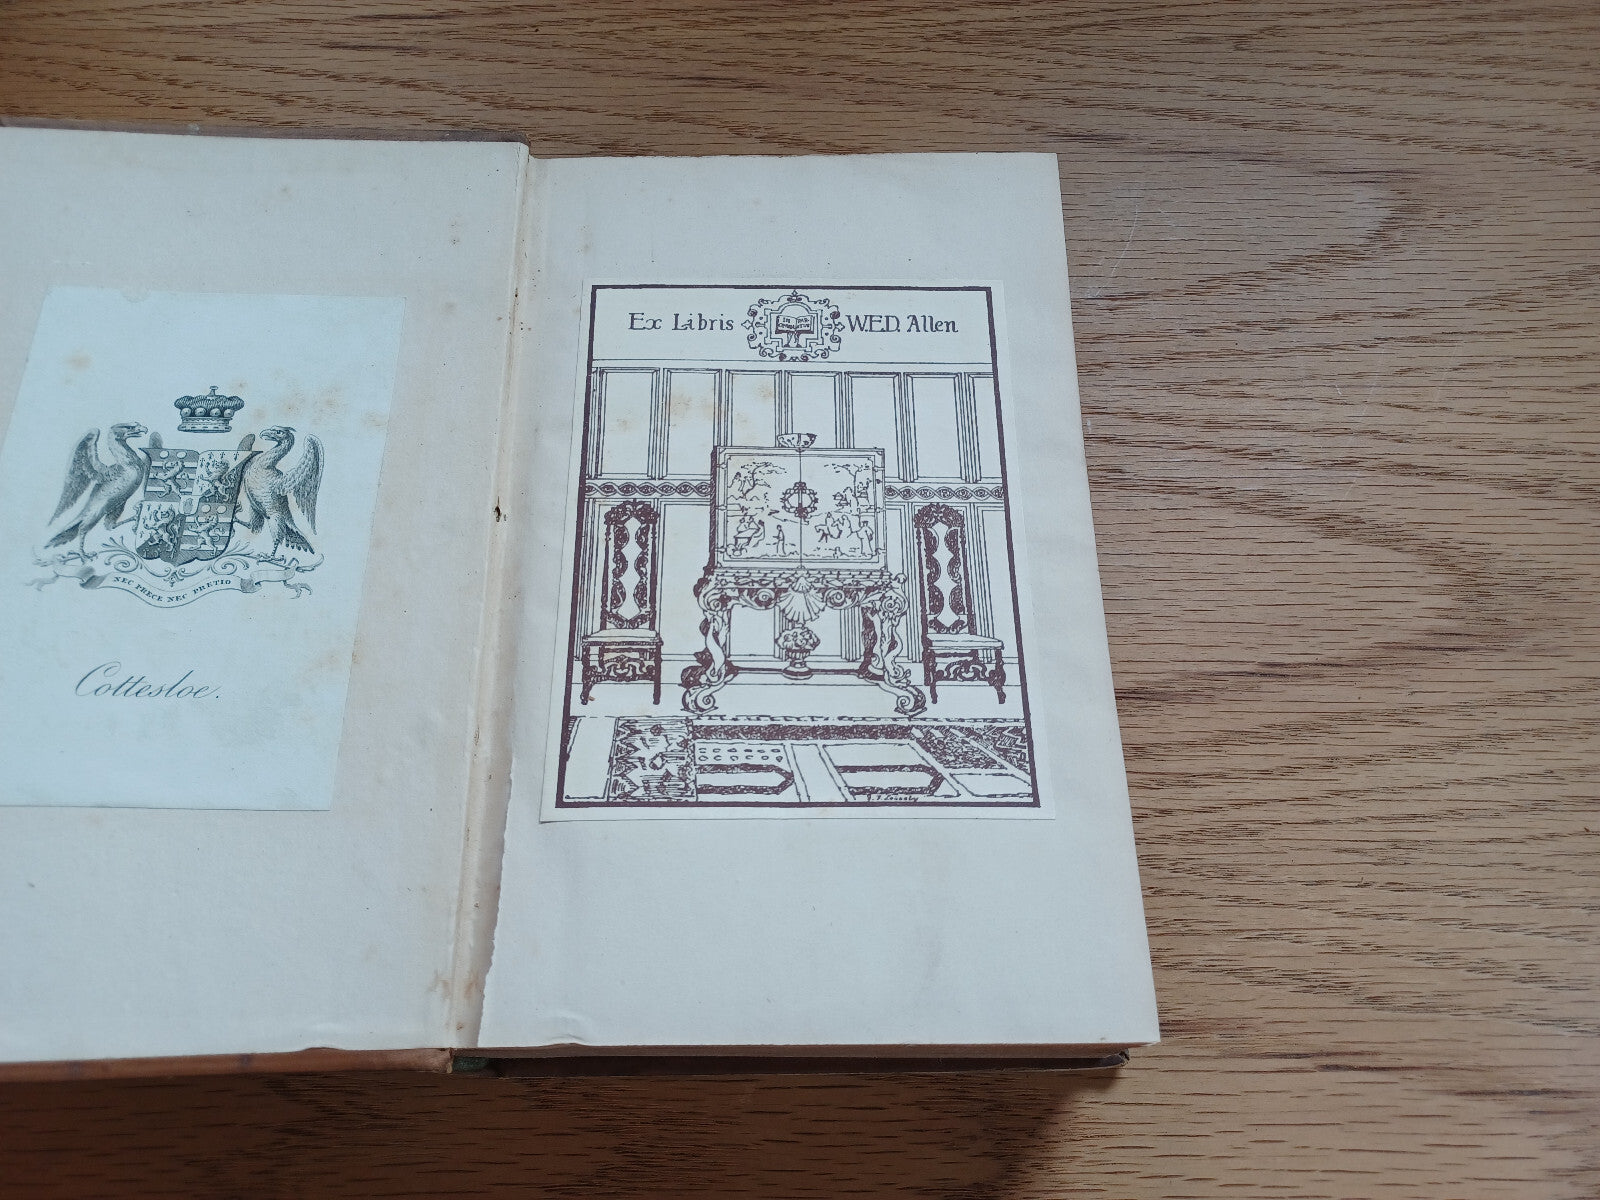 NEC PRECE NEC PRETIO
Cottesloe.
Ex Libris W.E.D. Allen